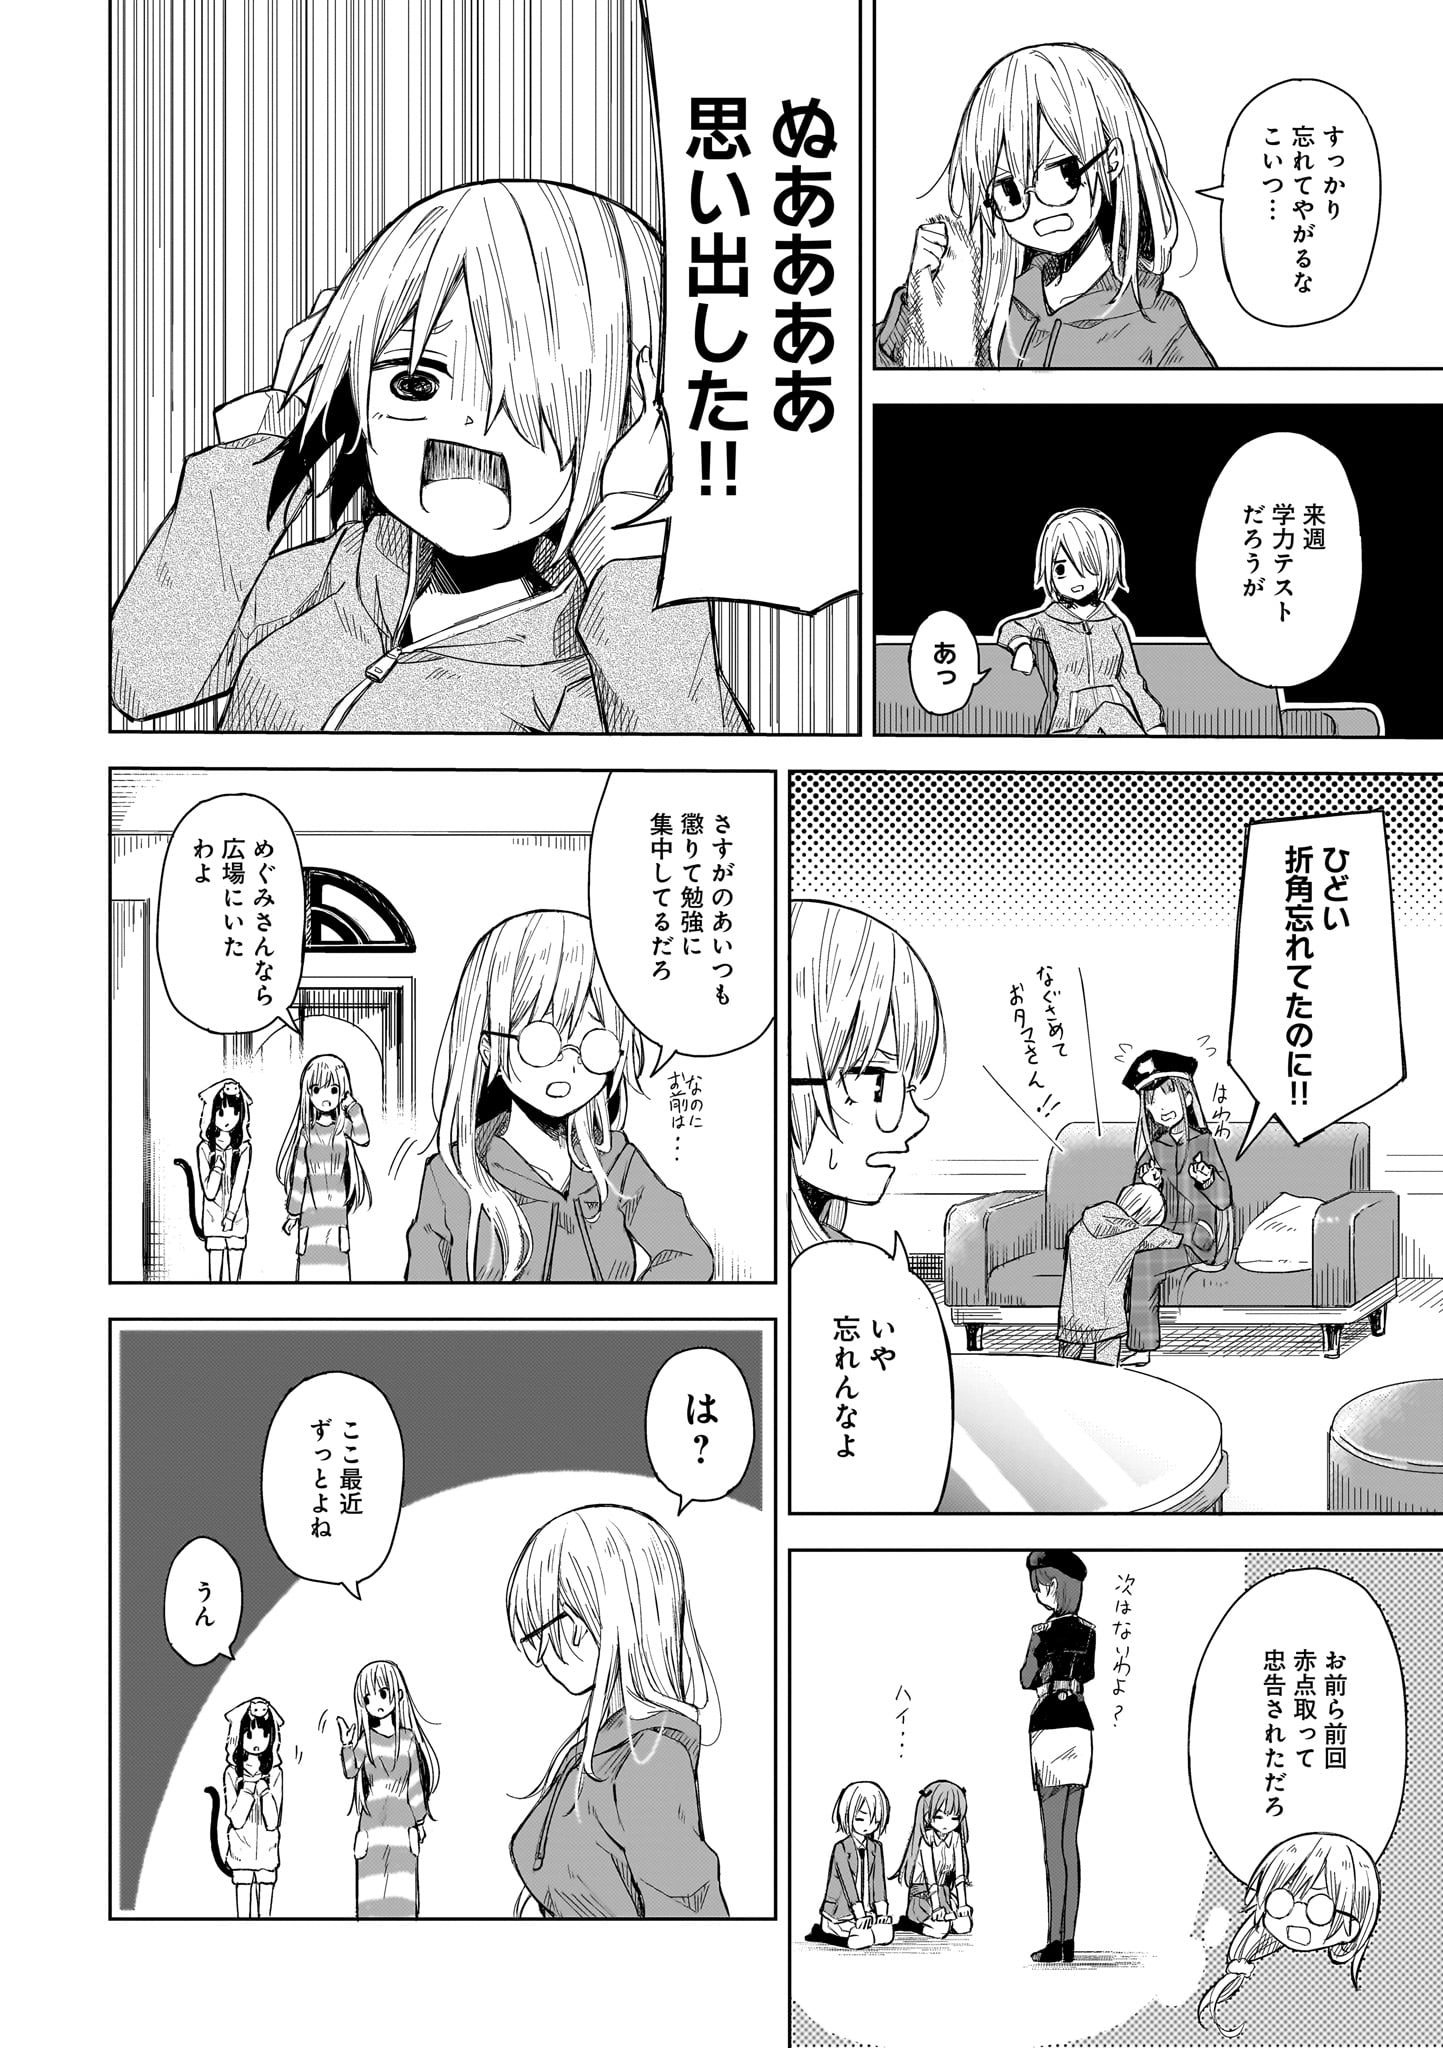 すっかり
忘れてやがるな
こいつ…
来週
学力テスト
だろうが
あっ
ぬああああ
思い出した!!
ひどい
折角忘れてたのに!!
はわわ
なぐさめて
おタマさん!!
いや
忘れんなよ
お前ら前回
赤点取って
忠告されただろ
次はないわよ?
ハイ…
さすがのあいつも
懲りて勉強に
集中してるだろ
なのに
お前は…
めぐみさんなら
広場にいた
わよ
は?
ここ最近
ずっとよね
うん